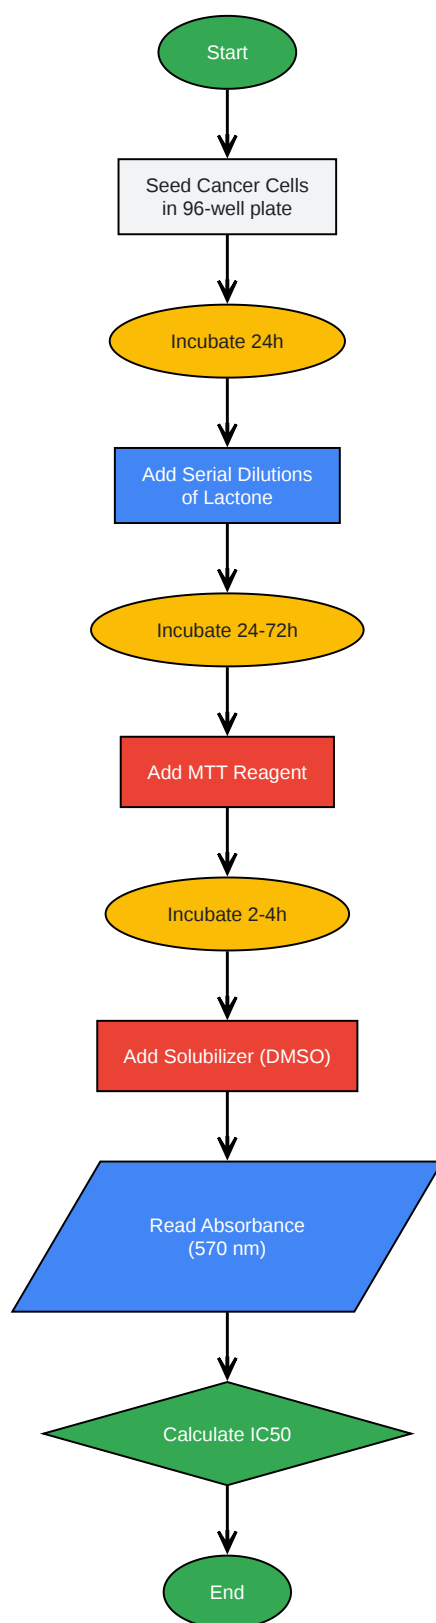 Start
Seed Cancer Cells
in 96-well plate
Incubate 24h
Add Serial Dilutions
of Lactone
Incubate 24-72h
Add MTT Reagent
Incubate 2-4h
Add Solubilizer (DMSO)
Read Absorbance
(570 nm)
Calculate IC50
End